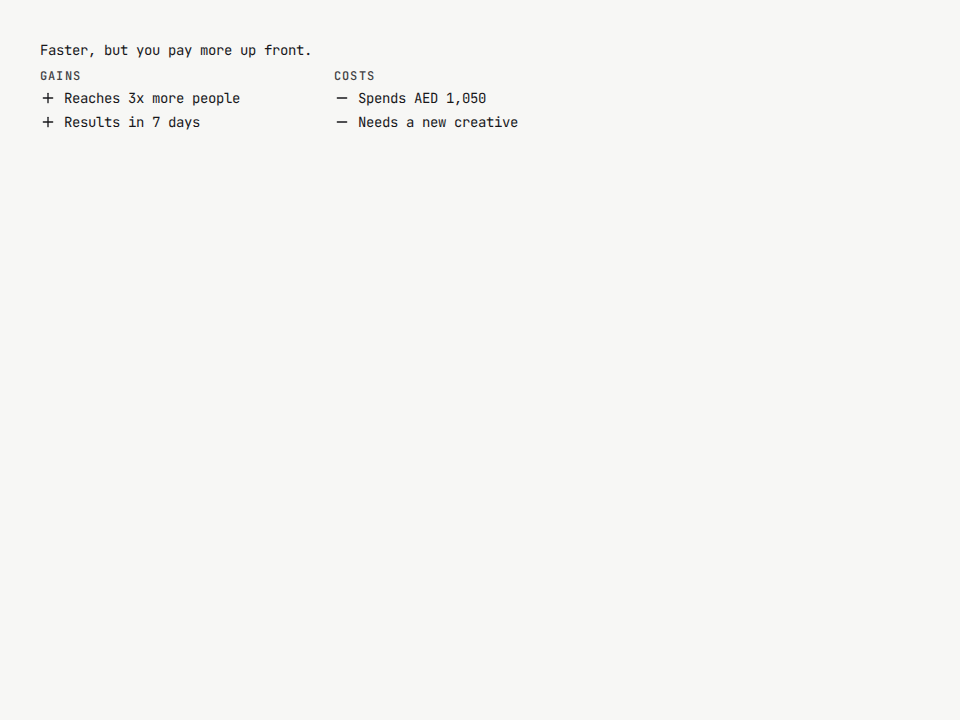 Faster, but you pay more up front.
GAINS
+ Reaches 3x more people
+ Results in 7 days
COSTS
− Spends AED 1,050
− Needs a new creative